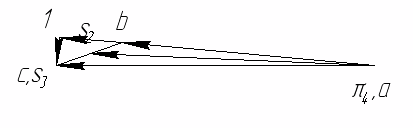 1 s₂ b
c,s₃
π₄,a